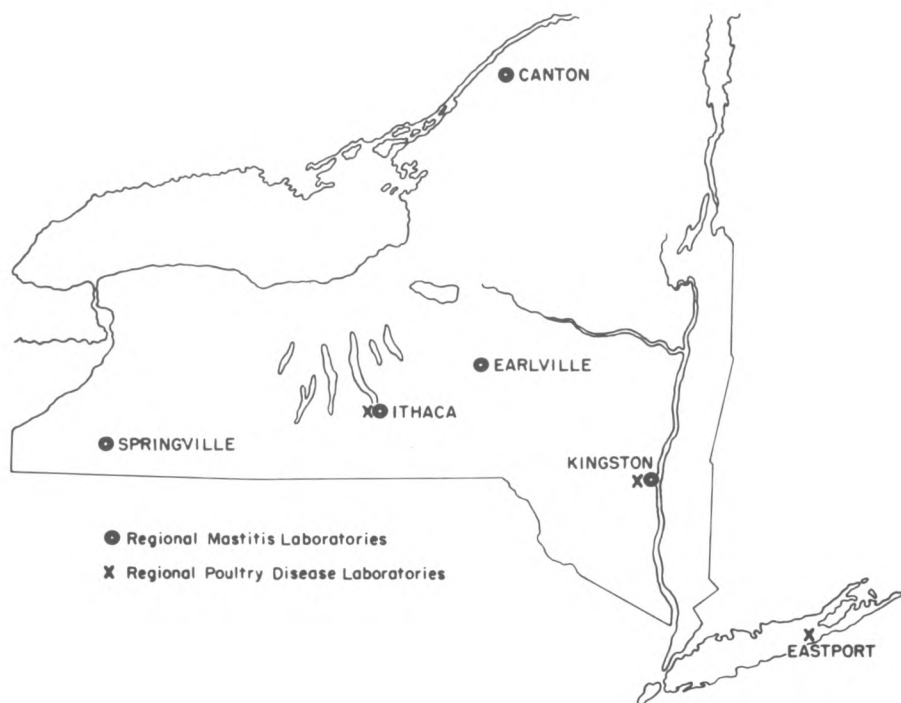 CANTON
EARLVILLE
ITHACA
SPRINGVILLE
KINGSTON
Regional Mastitis Laboratories
X Regional Poultry Disease Laboratories
EASTPORT